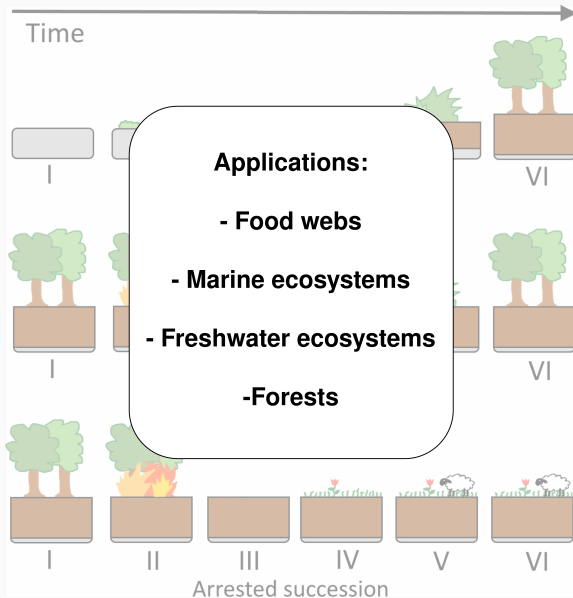 Time
I
VI
Applications:
- Food webs
- Marine ecosystems
- Freshwater ecosystems
-Forests
I
VI
I II III IV V VI
Arrested succession